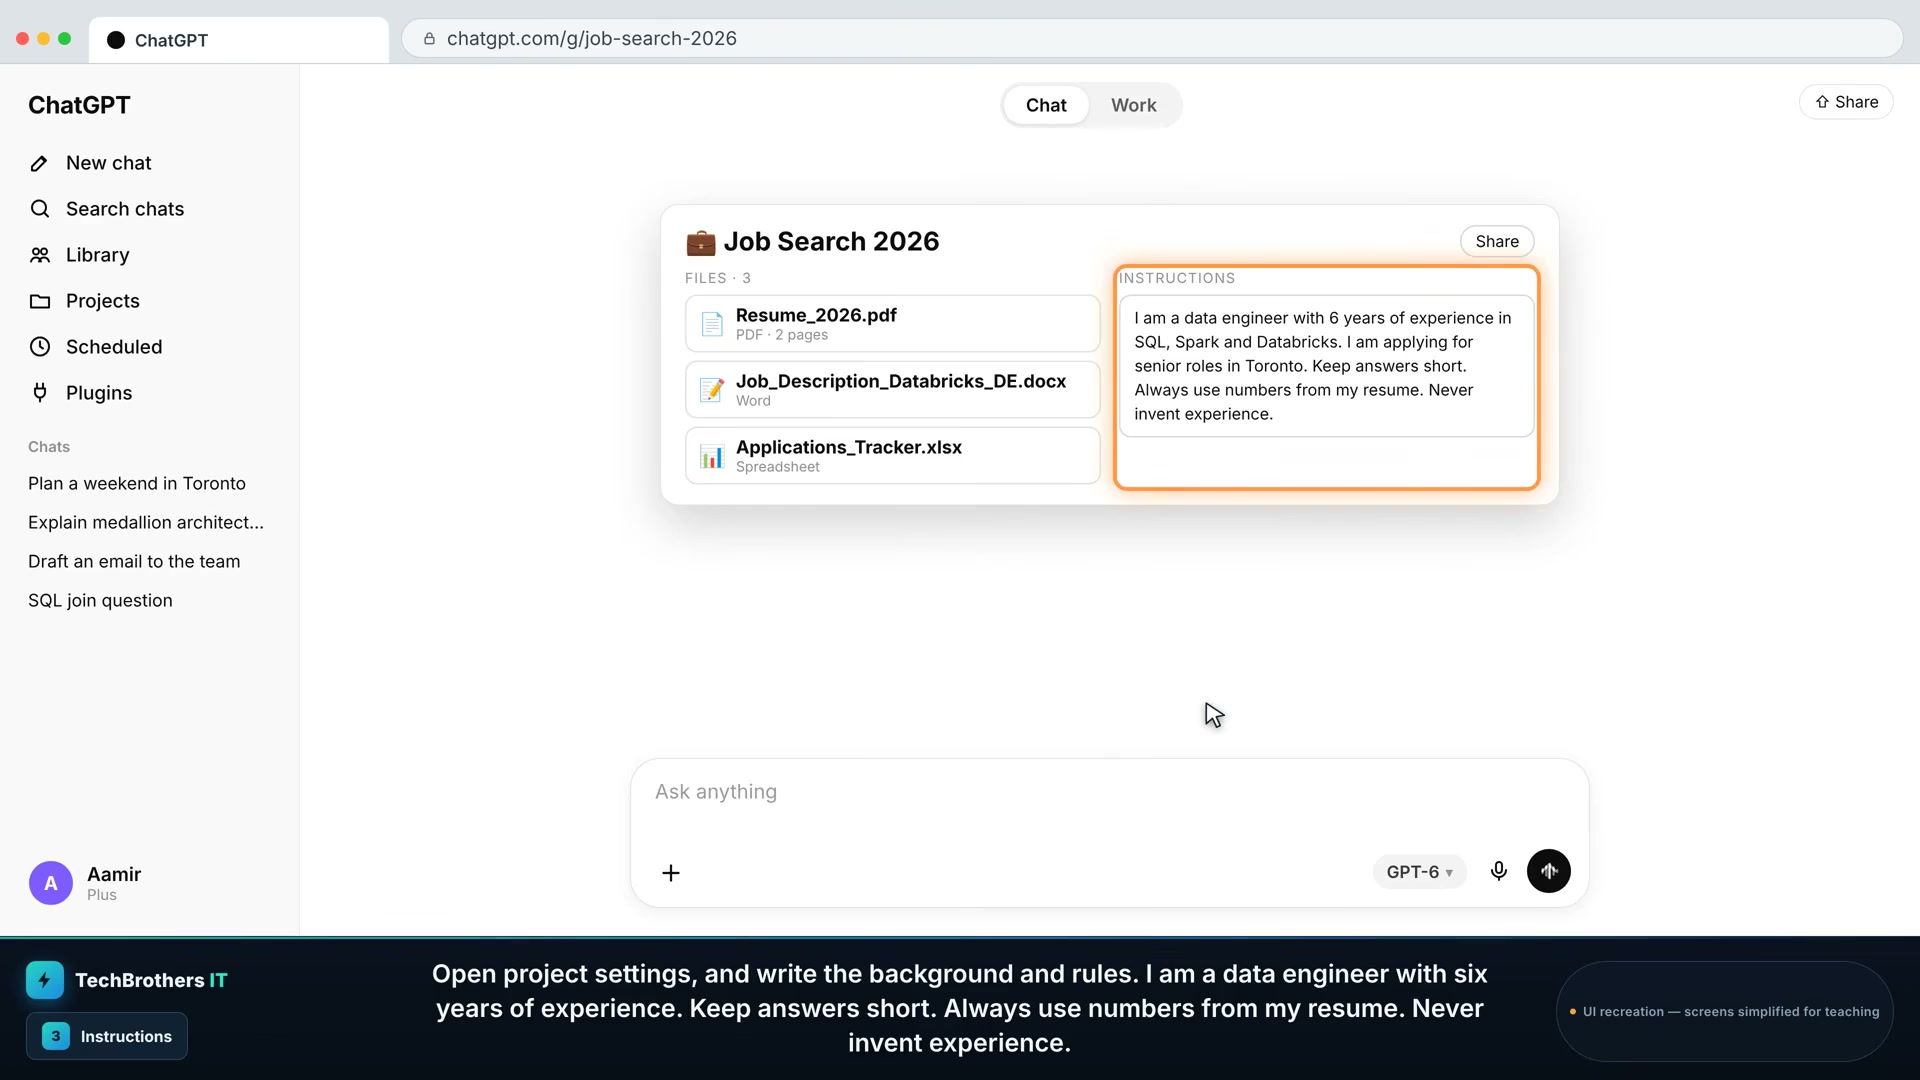 ChatGPT
chatgpt.com/g/job-search-2026
ChatGPT
New chat
Search chats
Library
Projects
Scheduled
Plugins
Chats
Plan a weekend in Toronto
Explain medallion architect...
Draft an email to the team
SQL join question
A
Aamir
Plus
Chat
Work
Share
Job Search 2026
Share
FILES · 3
Resume_2026.pdf
PDF · 2 pages
Job_Description_Databricks_DE.docx
Word
Applications_Tracker.xlsx
Spreadsheet
INSTRUCTIONS
I am a data engineer with 6 years of experience in
SQL, Spark and Databricks. I am applying for
senior roles in Toronto. Keep answers short.
Always use numbers from my resume. Never
invent experience.
Ask anything
GPT-6
TechBrothers IT
3 Instructions
Open project settings, and write the background and rules. I am a data engineer with six
years of experience. Keep answers short. Always use numbers from my resume. Never
invent experience.
UI recreation — screens simplified for teaching